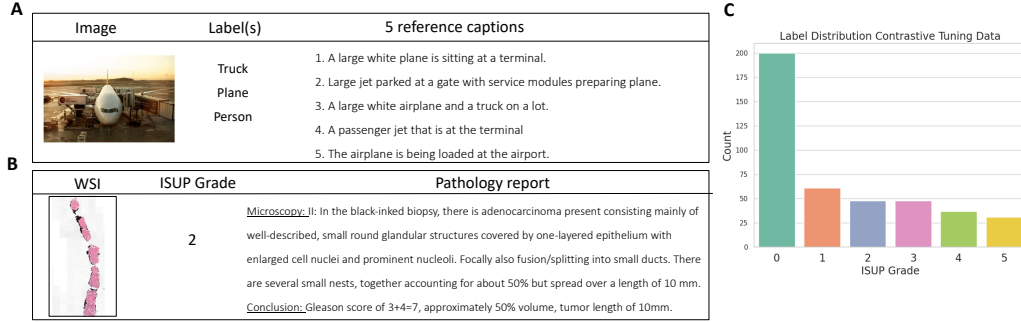 A
Image Label(s) 5 reference captions
Truck
Plane
Person
1. A large white plane is sitting at a terminal.
2. Large jet parked at a gate with service modules preparing plane.
3. A large white airplane and a truck on a lot.
4. A passenger jet that is at the terminal
5. The airplane is being loaded at the airport.
B
WSI ISUP Grade Pathology report
2
Microscopy: II: In the black-inked biopsy, there is adenocarcinoma present consisting mainly of
well-described, small round glandular structures covered by one-layered epithelium with
enlarged cell nuclei and prominent nucleoli. Focally also fusion/splitting into small ducts. There
are several small nests, together accounting for about 50% but spread over a length of 10 mm.
Conclusion: Gleason score of 3+4=7, approximately 50% volume, tumor length of 10mm.
C
Label Distribution Contrastive Tuning Data
Count
200
175
150
125
100
75
50
25
0
0 1 2 3 4 5
ISUP Grade